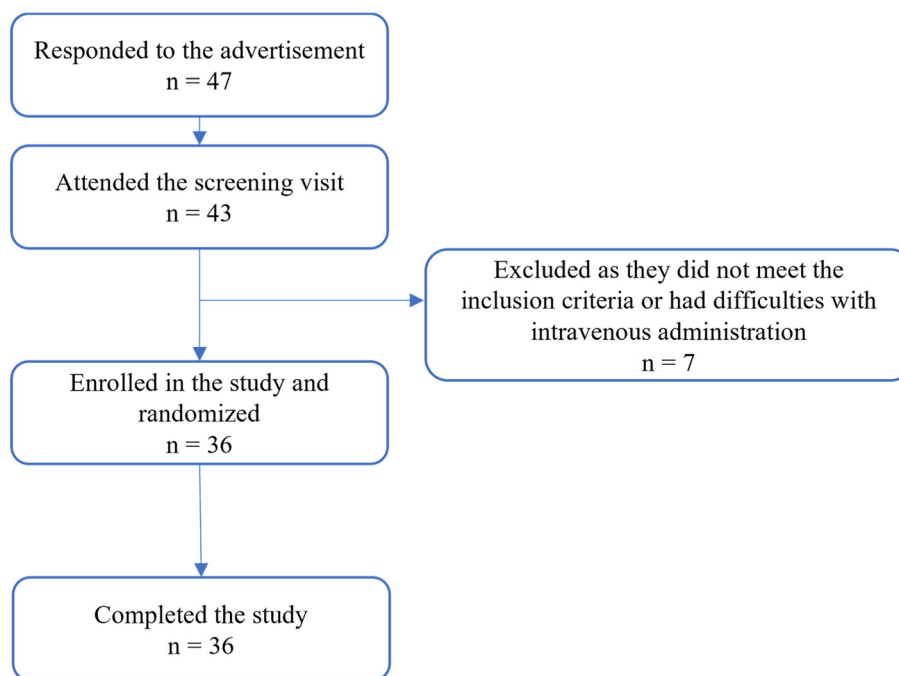 Responded to the advertisement
n = 47
Attended the screening visit
n = 43
Excluded as they did not meet the
inclusion criteria or had difficulties with
intravenous administration
n = 7
Enrolled in the study and
randomized
n = 36
Completed the study
n = 36